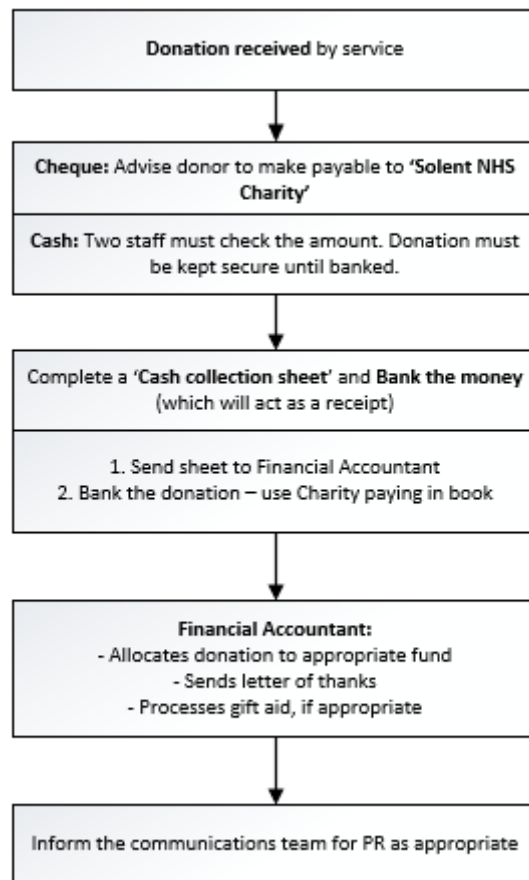 Donation received by service
Cheque: Advise donor to make payable to ‘Solent NHS
Charity’
Cash: Two staff must check the amount. Donation must
be kept secure until banked.
Complete a ‘Cash collection sheet’ and Bank the money
(which will act as a receipt)
1. Send sheet to Financial Accountant
2. Bank the donation – use Charity paying in book
Financial Accountant:
- Allocates donation to appropriate fund
- Sends letter of thanks
- Processes gift aid, if appropriate
Inform the communications team for PR as appropriate